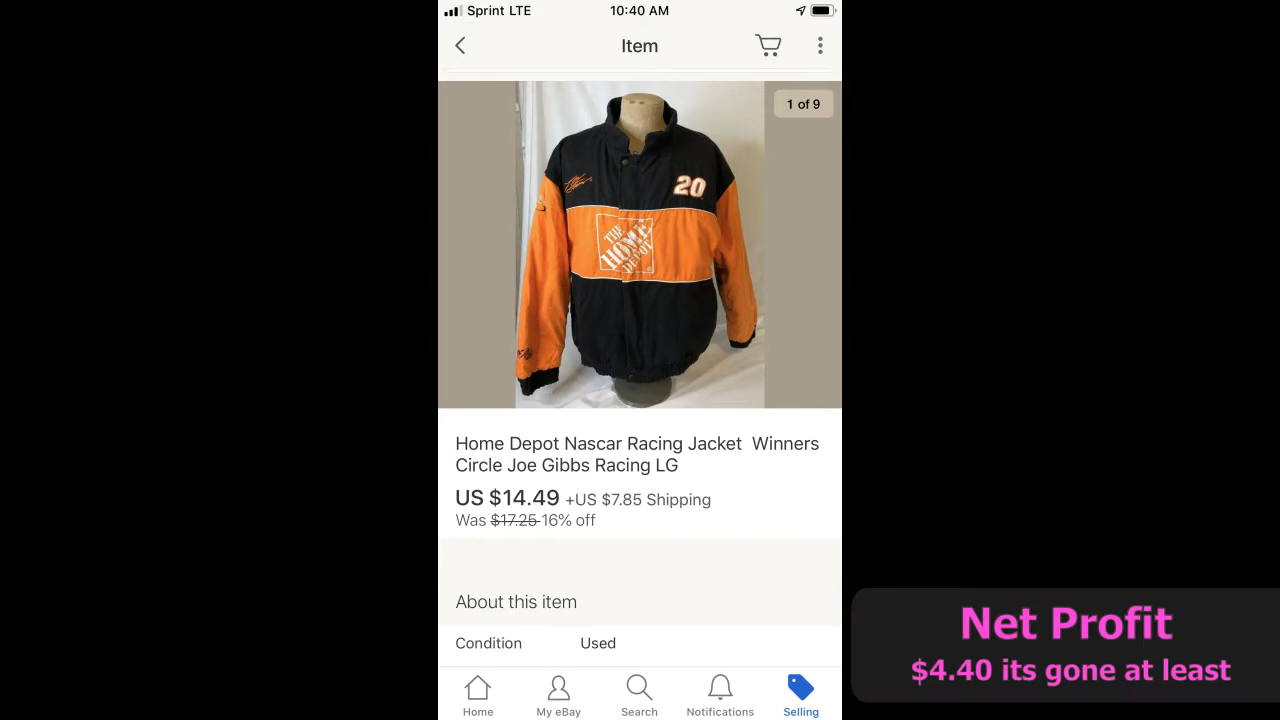 Sprint LTE
10:40 AM
Item
1 of 9
20
THE
HOME
DEPOT
Home Depot Nascar Racing Jacket  Winners
Circle Joe Gibbs Racing LG
US $14.49 +US $7.85 Shipping
Was $17.25 16% off
About this item
Condition Used
Net Profit
$4.40 its gone at least
Home
My eBay
Search
Notifications
Selling